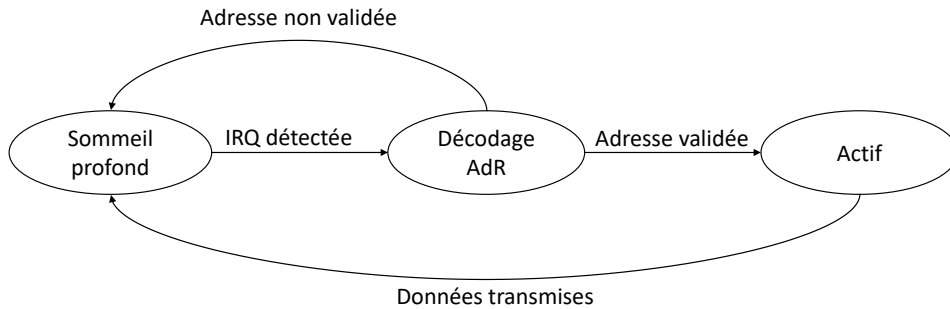 Adresse non validée
Sommeil
profond
IRQ détectée
Décodage
AdR
Adresse validée
Actif
Données transmises